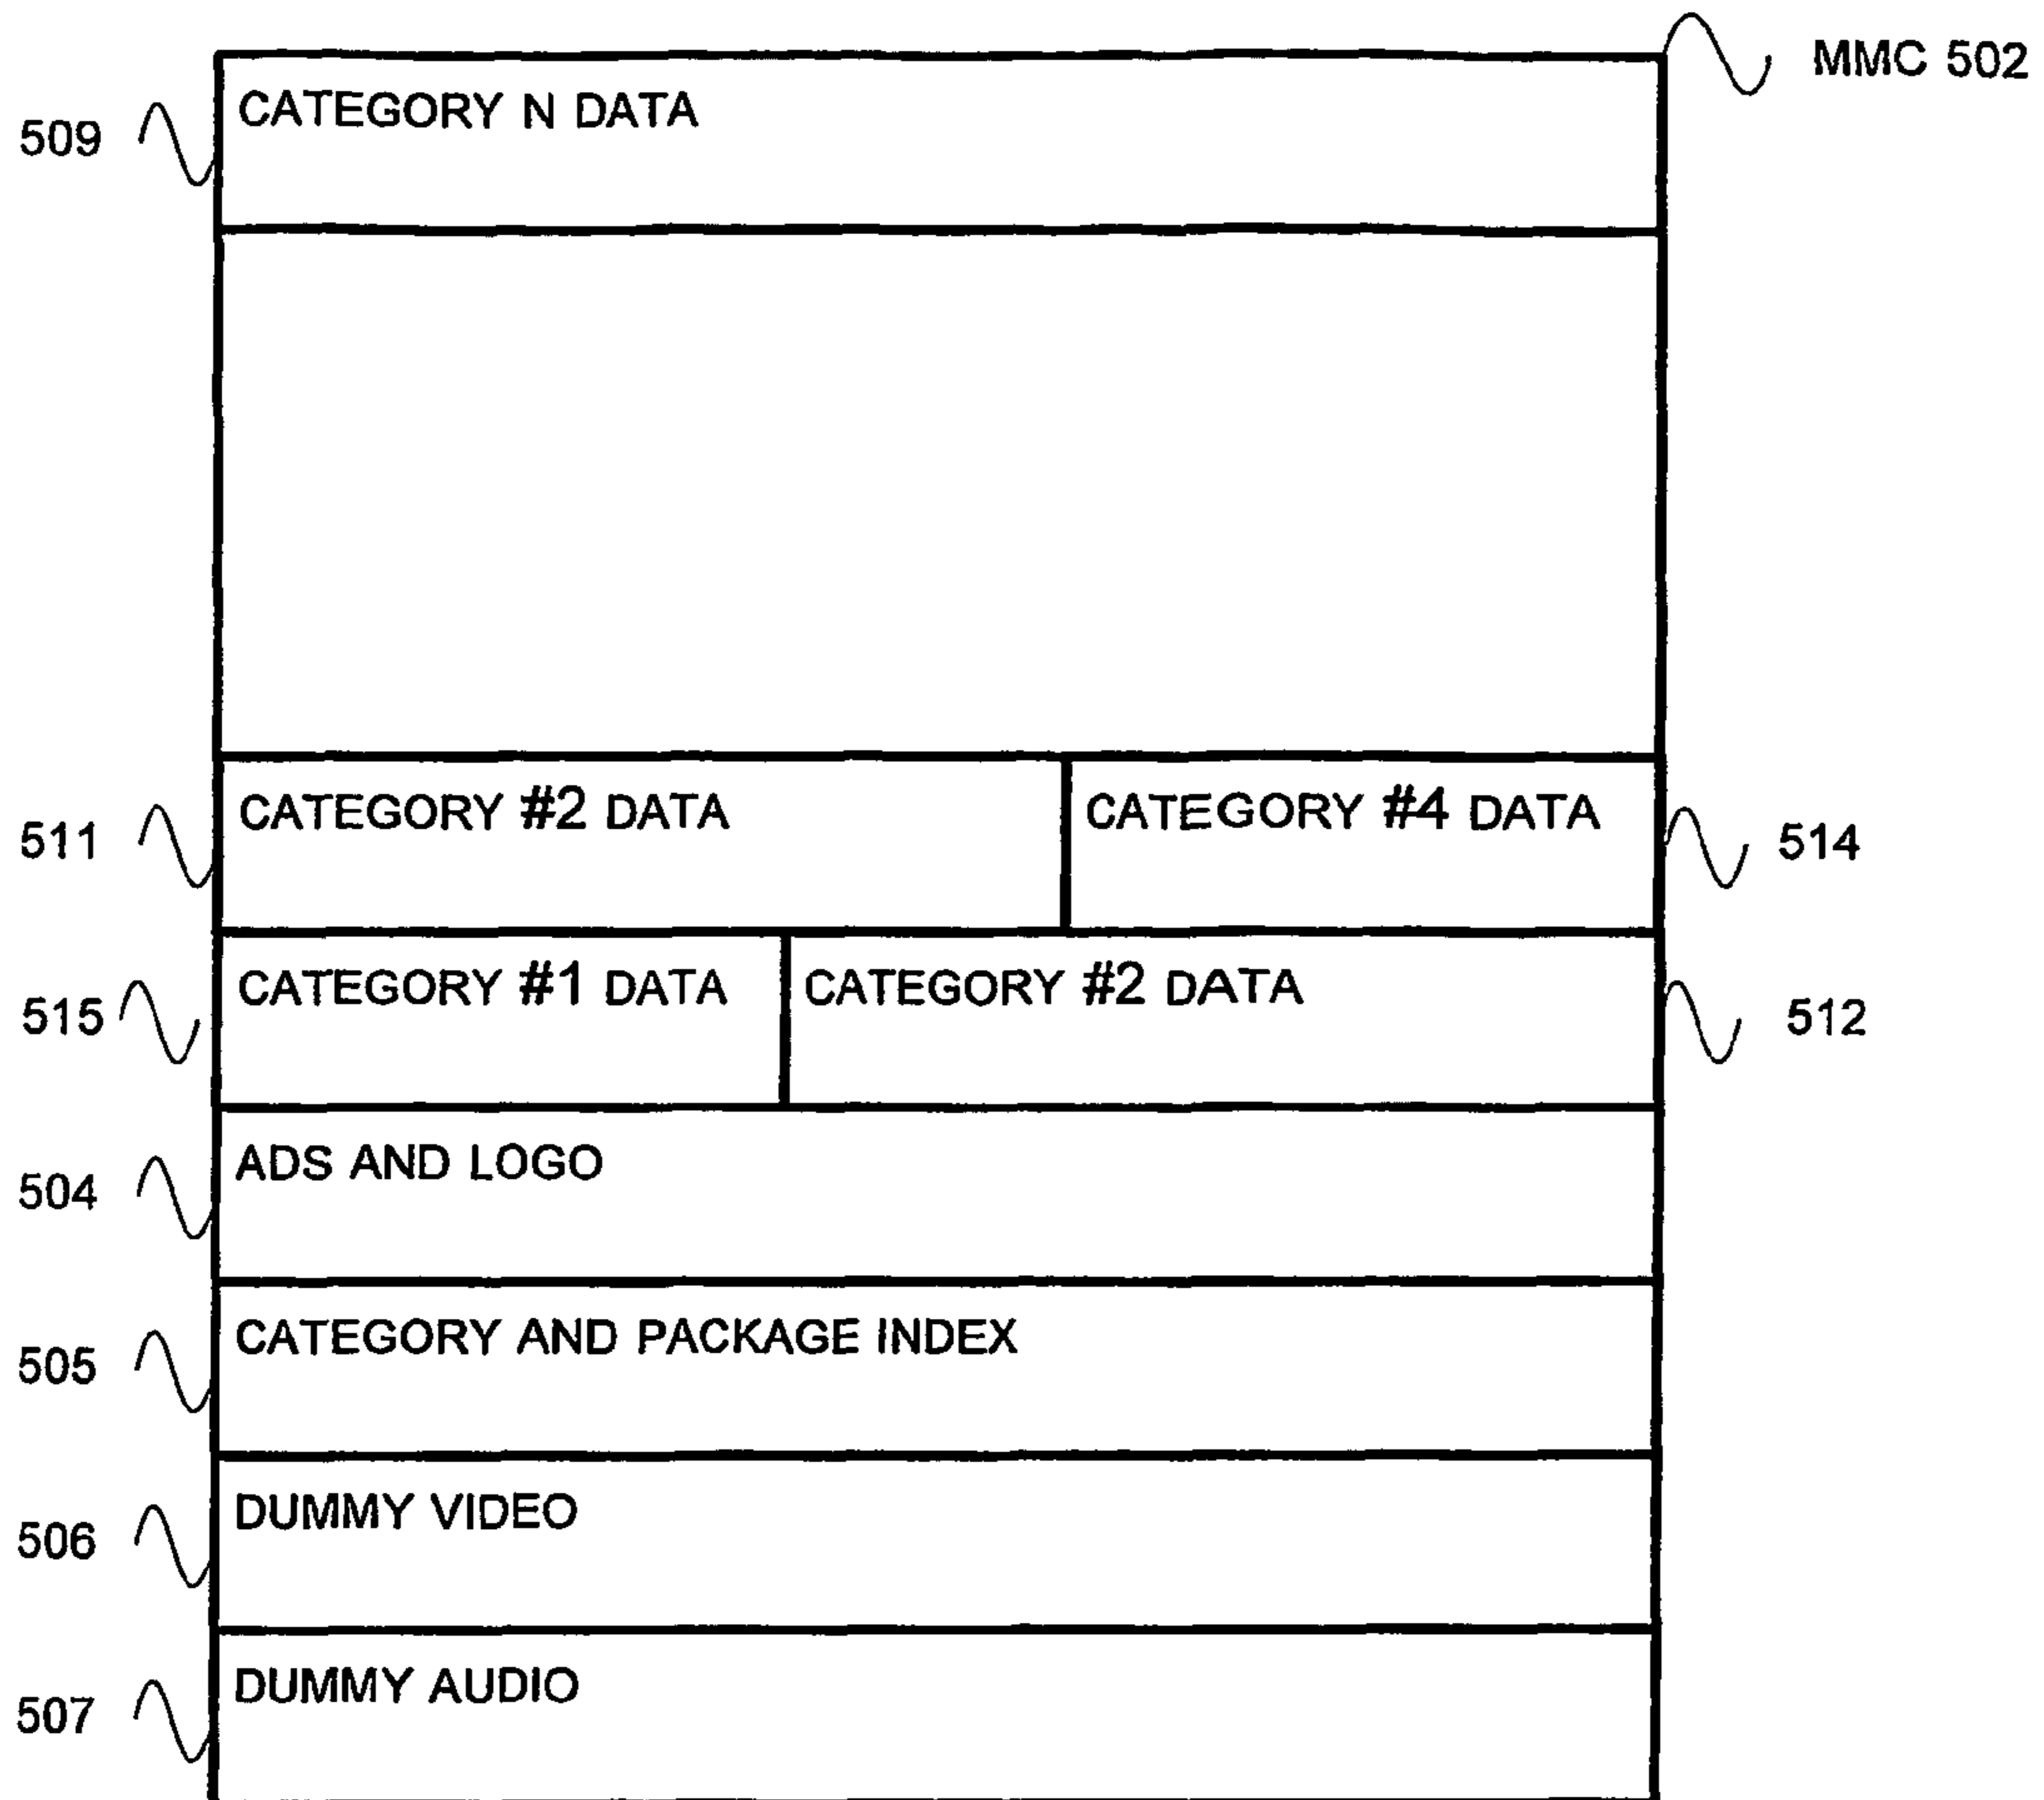 MMC 502
509 CATEGORY N DATA
511 CATEGORY #2 DATA CATEGORY #4 DATA 514
515 CATEGORY #1 DATA CATEGORY #2 DATA 512
504 ADS AND LOGO
505 CATEGORY AND PACKAGE INDEX
506 DUMMY VIDEO
507 DUMMY AUDIO